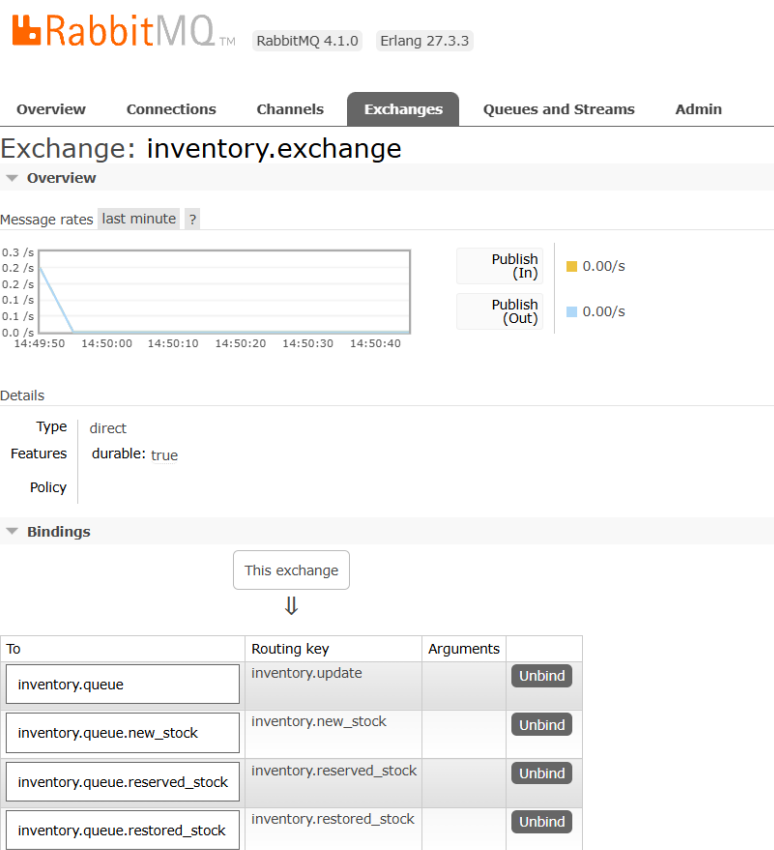 RabbitMQ TM RabbitMQ 4.1.0 Erlang 27.3.3
Overview Connections Channels Exchanges Queues and Streams Admin
Exchange: inventory.exchange
Overview
Message rates last minute ?
0.3 /s
0.2 /s
0.2 /s
0.1 /s
0.1 /s
0.0 /s
14:49:50 14:50:00 14:50:10 14:50:20 14:50:30 14:50:40
Publish
(In)
0.00/s
Publish
(Out)
0.00/s
Details
Type direct
Features durable: true
Policy
Bindings
This exchange
⇓
To Routing key Arguments
inventory.queue inventory.update Unbind
inventory.queue.new_stock inventory.new_stock Unbind
inventory.queue.reserved_stock inventory.reserved_stock Unbind
inventory.queue.restored_stock inventory.restored_stock Unbind